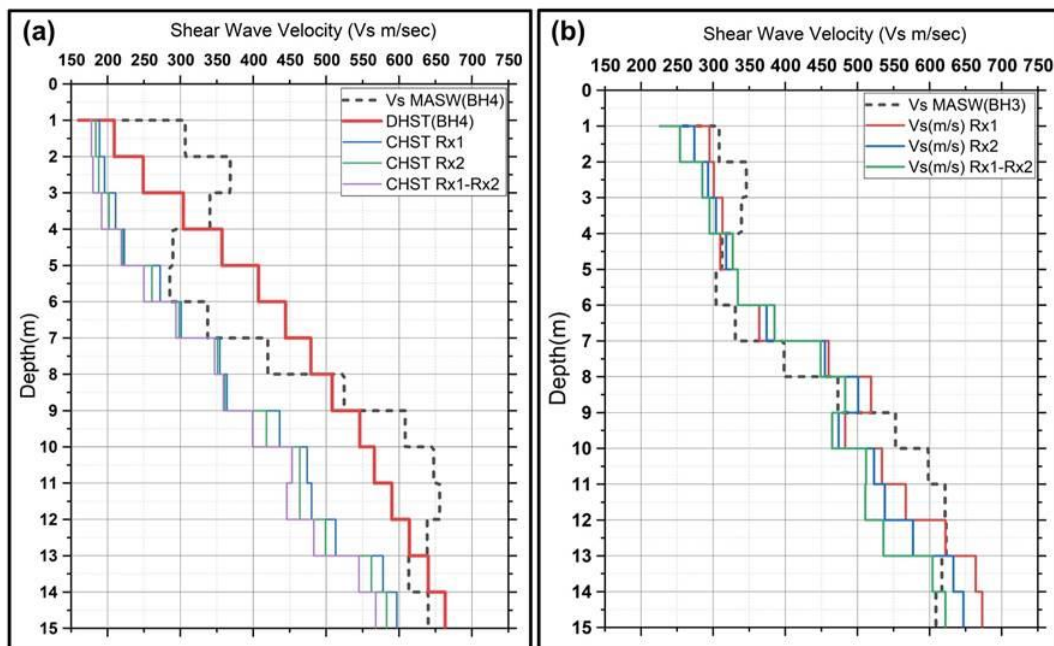 (a)
Shear Wave Velocity (Vs m/sec)
150 200 250 300 350 400 450 500 550 600 650 700 750
0
1
2
3
4
5
6
7
8
9
10
11
12
13
14
15
Depth(m)
Vs MASW(BH4)
DHST(BH4)
CHST Rx1
CHST Rx2
CHST Rx1-Rx2
(b)
Shear Wave Velocity (Vs m/sec)
150 200 250 300 350 400 450 500 550 600 650 700 750
0
1
2
3
4
5
6
7
8
9
10
11
12
13
14
15
Depth(m)
Vs MASW(BH3)
Vs(m/s) Rx1
Vs(m/s) Rx2
Vs(m/s) Rx1-Rx2